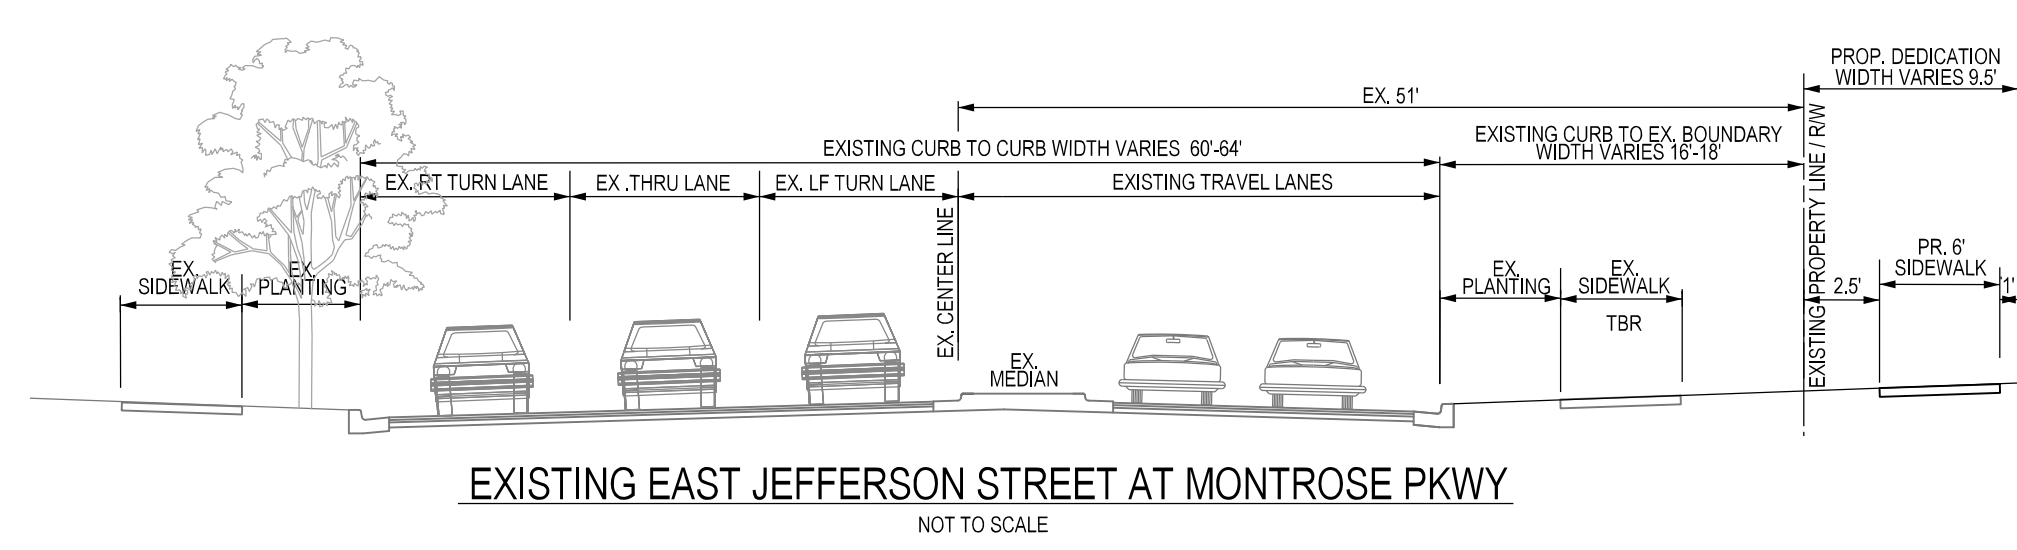 PROP. DEDICATION
WIDTH VARIES 9.5'
EX. 51'
EXISTING CURB TO CURB WIDTH VARIES  60'-64'
EXISTING CURB TO EX. BOUNDARY
WIDTH VARIES 16'-18'
EX. RT TURN LANE
EX .THRU LANE
EX. LF TURN LANE
EXISTING TRAVEL LANES
EX. CENTER LINE
EXISTING PROPERTY LINE / R/W
EX.
SIDEWALK
EX.
PLANTING
EX.
PLANTING
EX.
SIDEWALK
TBR
2.5'
PR. 6'
SIDEWALK
1'
EX.
MEDIAN
EXISTING EAST JEFFERSON STREET AT MONTROSE PKWY
NOT TO SCALE